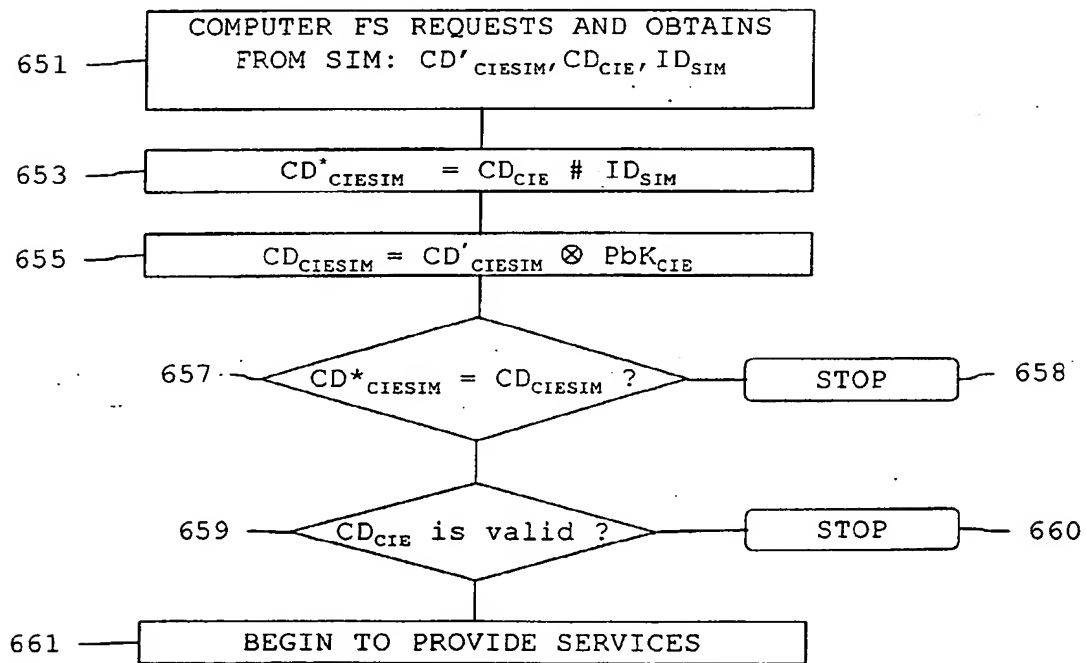 COMPUTER FS REQUESTS AND OBTAINS
651 FROM SIM: CD'CIESIM, CDCIE, IDSIM
653 CD*CIESIM = CDCIE # IDSIM
655 CDCIESIM = CD'CIESIM ⊗ PbKCIE
657 CD*CIESIM = CDCIESIM ? STOP 658
659 CDCIE is valid ? STOP 660
661 BEGIN TO PROVIDE SERVICES